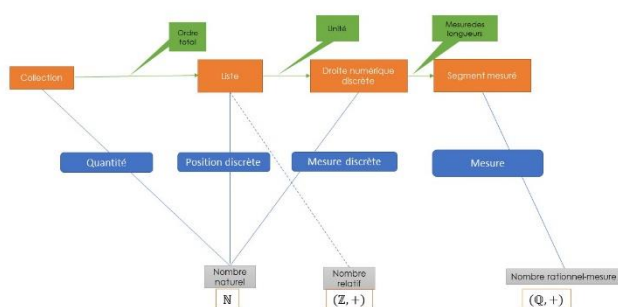 Ordre
total
Unité
Mesuredes
longueurs
Collection
Liste
Droite numérique
discrète
Segment mesuré
Quantité
Position discrète
Mesure discrète
Mesure
Nombre
naturel
Nombre
relatif
Nombre rationnel-mesure
ℕ
(ℤ, +)
(ℚ, +)